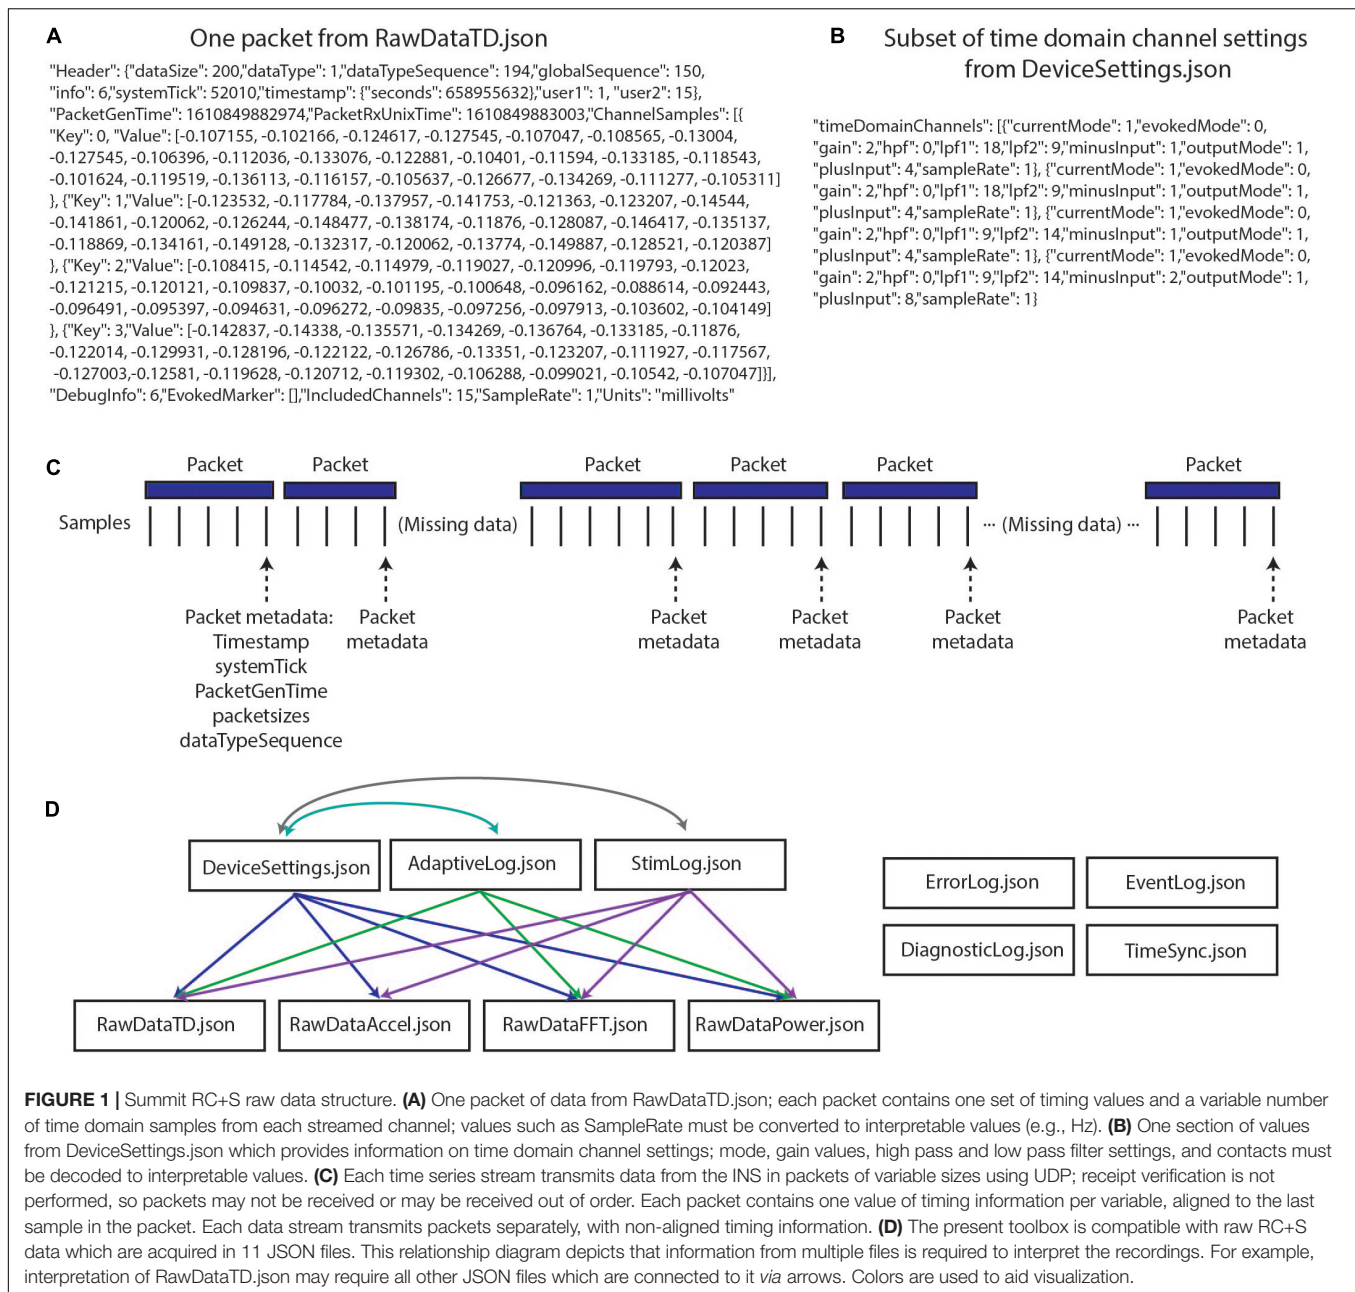 A
One packet from RawDataTD.json
"Header": {"dataSize": 200,"dataType": 1,"dataTypeSequence": 194,"globalSequence": 150,
"info": 6,"systemTick": 52010,"timestamp": {"seconds": 658955632},"user1": 1, "user2": 15},
"PacketGenTime": 1610849882974,"PacketRxUnixTime": 1610849883003,"ChannelSamples": [{
"Key": 0, "Value": [-0.107155, -0.102166, -0.124617, -0.127545, -0.107047, -0.108565, -0.13004,
-0.127545, -0.106396, -0.112036, -0.133076, -0.122881, -0.10401, -0.11594, -0.133185, -0.118543,
-0.101624, -0.119519, -0.136113, -0.116157, -0.105637, -0.126677, -0.134269, -0.111277, -0.105311]
}, {"Key": 1,"Value": [-0.123532, -0.117784, -0.137957, -0.141753, -0.121363, -0.123207, -0.14544,
-0.141861, -0.120062, -0.126244, -0.148477, -0.138174, -0.11876, -0.128087, -0.146417, -0.135137,
-0.118869, -0.134161, -0.149128, -0.132317, -0.120062, -0.13774, -0.149887, -0.128521, -0.120387]
}, {"Key": 2,"Value": [-0.108415, -0.114542, -0.114979, -0.119027, -0.120996, -0.119793, -0.12023,
-0.121215, -0.120121, -0.109837, -0.10032, -0.101195, -0.100648, -0.096162, -0.088614, -0.092443,
-0.096491, -0.095397, -0.094631, -0.096272, -0.09835, -0.097256, -0.097913, -0.103602, -0.104149]
}, {"Key": 3,"Value": [-0.142837, -0.14338, -0.135571, -0.134269, -0.136764, -0.133185, -0.11876,
-0.122014, -0.129931, -0.128196, -0.122122, -0.126786, -0.13351, -0.123207, -0.111927, -0.117567,
-0.127003,-0.12581, -0.119628, -0.120712, -0.119302, -0.106288, -0.099021, -0.10542, -0.107047]}],
"DebugInfo": 6,"EvokedMarker": [],"IncludedChannels": 15,"SampleRate": 1,"Units": "millivolts"
B
Subset of time domain channel settings
from DeviceSettings.json
"timeDomainChannels": [{"currentMode": 1,"evokedMode": 0,
"gain": 2,"hpf": 0,"lpf1": 18,"lpf2": 9,"minusInput": 1,"outputMode": 1,
"plusInput": 4,"sampleRate": 1}, {"currentMode": 1,"evokedMode": 0,
"gain": 2,"hpf": 0,"lpf1": 18,"lpf2": 9,"minusInput": 1,"outputMode": 1,
"plusInput": 4,"sampleRate": 1}, {"currentMode": 1,"evokedMode": 0,
"gain": 2,"hpf": 0,"lpf1": 9,"lpf2": 14,"minusInput": 1,"outputMode": 1,
"plusInput": 4,"sampleRate": 1}, {"currentMode": 1,"evokedMode": 0,
"gain": 2,"hpf": 0,"lpf1": 9,"lpf2": 14,"minusInput": 2,"outputMode": 1,
"plusInput": 8,"sampleRate": 1}
C
Packet Packet Packet Packet Packet Packet
Samples (Missing data) ··· (Missing data) ···
Packet metadata:
Timestamp
systemTick
PacketGenTime
packetsizes
dataTypeSequence
Packet
metadata
Packet
metadata
Packet
metadata
Packet
metadata
Packet
metadata
D
DeviceSettings.json
AdaptiveLog.json
StimLog.json
ErrorLog.json
EventLog.json
DiagnosticLog.json
TimeSync.json
RawDataTD.json
RawDataAccel.json
RawDataFFT.json
RawDataPower.json
FIGURE 1 | Summit RC+S raw data structure. (A) One packet of data from RawDataTD.json; each packet contains one set of timing values and a variable number
of time domain samples from each streamed channel; values such as SampleRate must be converted to interpretable values (e.g., Hz). (B) One section of values
from DeviceSettings.json which provides information on time domain channel settings; mode, gain values, high pass and low pass filter settings, and contacts must
be decoded to interpretable values. (C) Each time series stream transmits data from the INS in packets of variable sizes using UDP; receipt verification is not
performed, so packets may not be received or may be received out of order. Each packet contains one value of timing information per variable, aligned to the last
sample in the packet. Each data stream transmits packets separately, with non-aligned timing information. (D) The present toolbox is compatible with raw RC+S
data which are acquired in 11 JSON files. This relationship diagram depicts that information from multiple files is required to interpret the recordings. For example,
interpretation of RawDataTD.json may require all other JSON files which are connected to it via arrows. Colors are used to aid visualization.